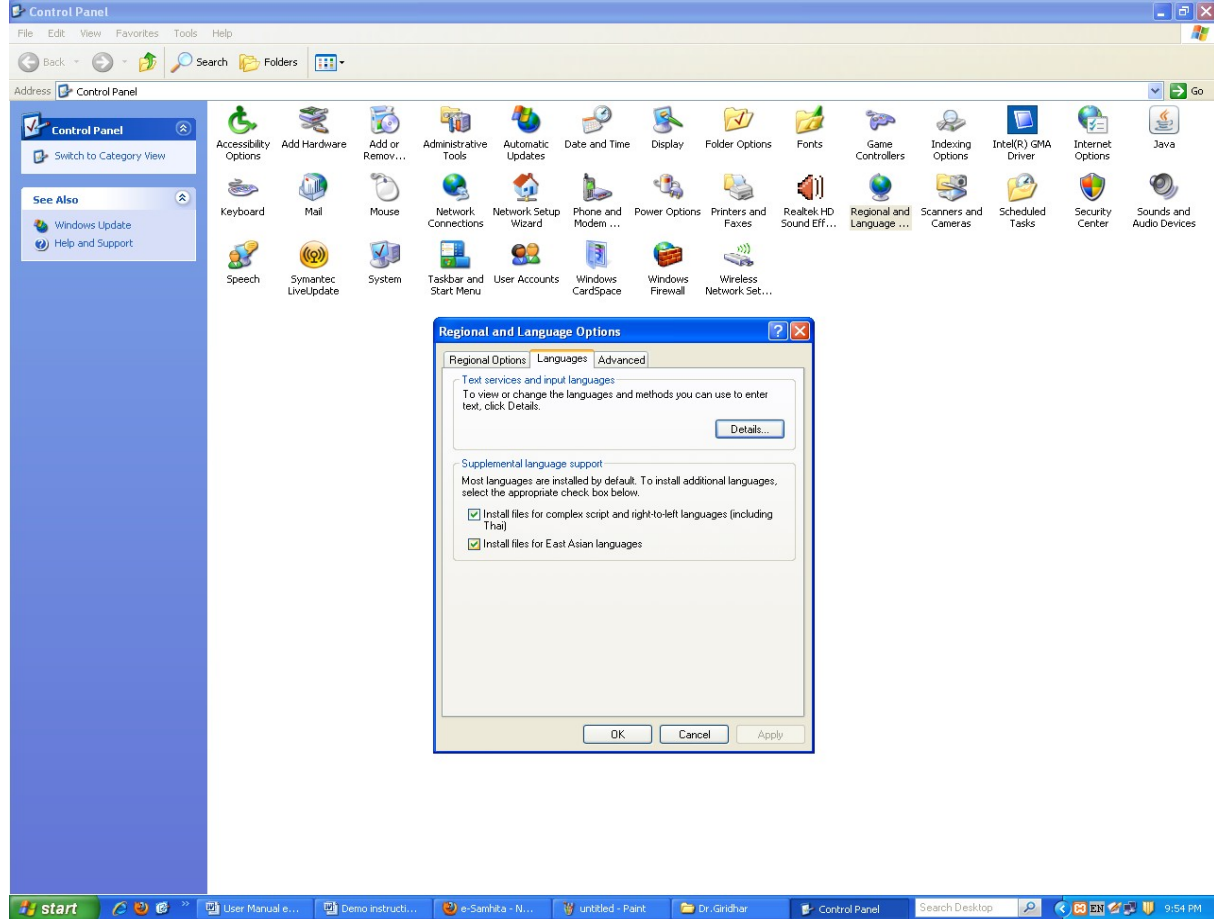 Control Panel
File Edit View Favorites Tools Help
Back Search Folders
Address Control Panel Go
Control Panel
Switch to Category View
See Also
Windows Update
Help and Support
Accessibility Add Hardware Add or Administrative Automatic Date and Time Display Folder Options Fonts Game Indexing Intel(R) GMA Internet Java
Options Remov... Tools Updates Controllers Options Driver Options
Keyboard Mail Mouse Network Network Setup Phone and Power Options Printers and Realtek HD Regional and Scanners and Scheduled Security Sounds and
Connections Wizard Modem ... Faxes Sound Eff... Language ... Cameras Tasks Center Audio Devices
Speech Symantec System Taskbar and User Accounts Windows Windows Wireless
LiveUpdate Start Menu CardSpace Firewall Network Set...
Regional and Language Options
Regional Options Languages Advanced
Text services and input languages
To view or change the languages and methods you can use to enter
text, click Details.
Details...
Supplemental language support
Most languages are installed by default. To install additional languages,
select the appropriate check box below.
Install files for complex script and right-to-left languages (including
Thai)
Install files for East Asian languages
OK Cancel Apply
start User Manual e... Demo instructi... e-Samhita - N... untitled - Paint Dr.Giridhar Control Panel Search Desktop EN 9:54 PM